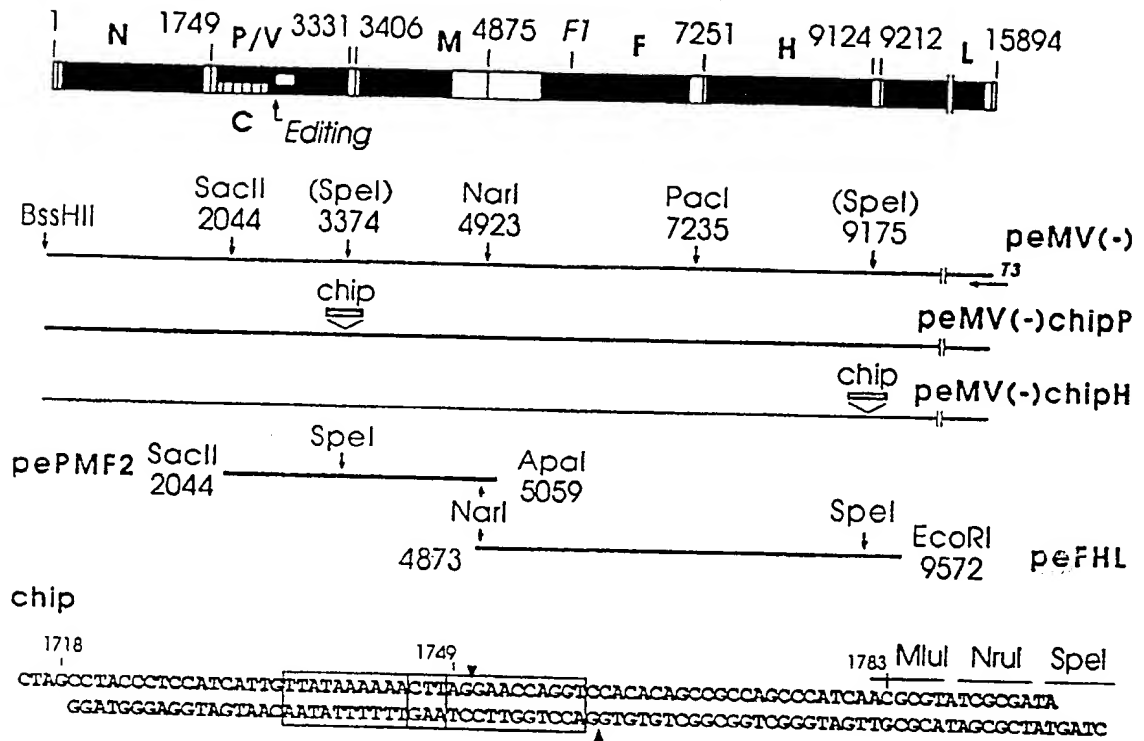 1 N 1749 P/V 3331 3406 M 4875 F1 F 7251 H 9124 9212 L 15894
C Editing
BssHII SacII 2044 (SpeI) 3374 NarI 4923 PacI 7235 (SpeI) 9175 peMV(-)
T3
chip
peMV(-)chipP
chip
peMV(-)chipH
pePMF2 SacII 2044 SpeI ApaI 5059
NarI 4873 SpeI EcoRI 9572 peFHL
chip
1718 1749 1783 MluI NruI SpeI
CTAGCCTACCCTCCATCATTGTTATAAAAAACTTAGGAACCAGGTCCACACAGCCGCCAGCCCATCAACGCGTATCGCGATA
GGATGGGAGGTAGTAACAATATTTTTTGAATCCTTGGTCCAGGTGTGTCGGCGGTCGGGTAGTTGCGCATAGCGCTATGATC